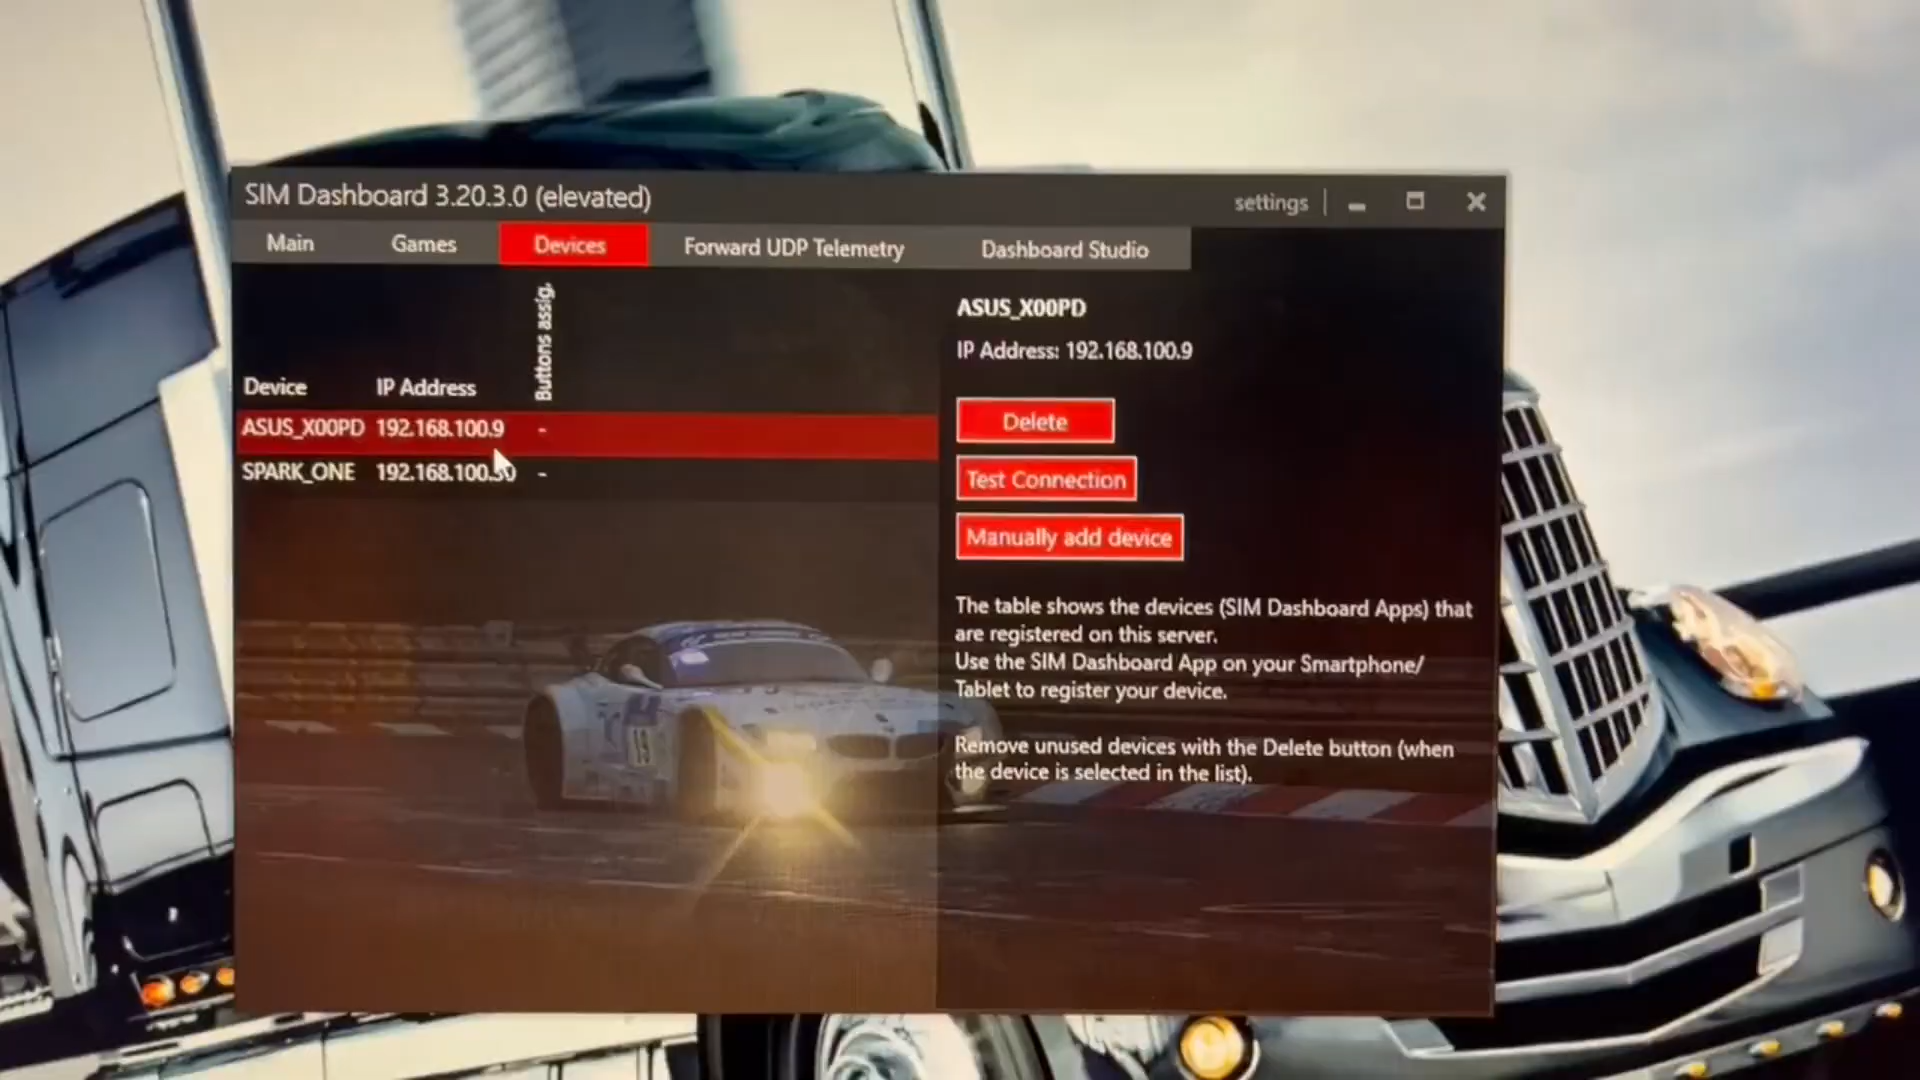 SIM Dashboard 3.20.3.0 (elevated)
settings
Main
Games
Devices
Forward UDP Telemetry
Dashboard Studio
Device
IP Address
Buttons assig.
ASUS_X00PD 192.168.100.9 -
SPARK_ONE -
ASUS_X00PD
IP Address: 192.168.100.9
Delete
Test Connection
Manually add device
The table shows the devices (SIM Dashboard Apps) that
are registered on this server.
Use the SIM Dashboard App on your Smartphone/
Tablet to register your device.
Remove unused devices with the Delete button (when
the device is selected in the list).
19